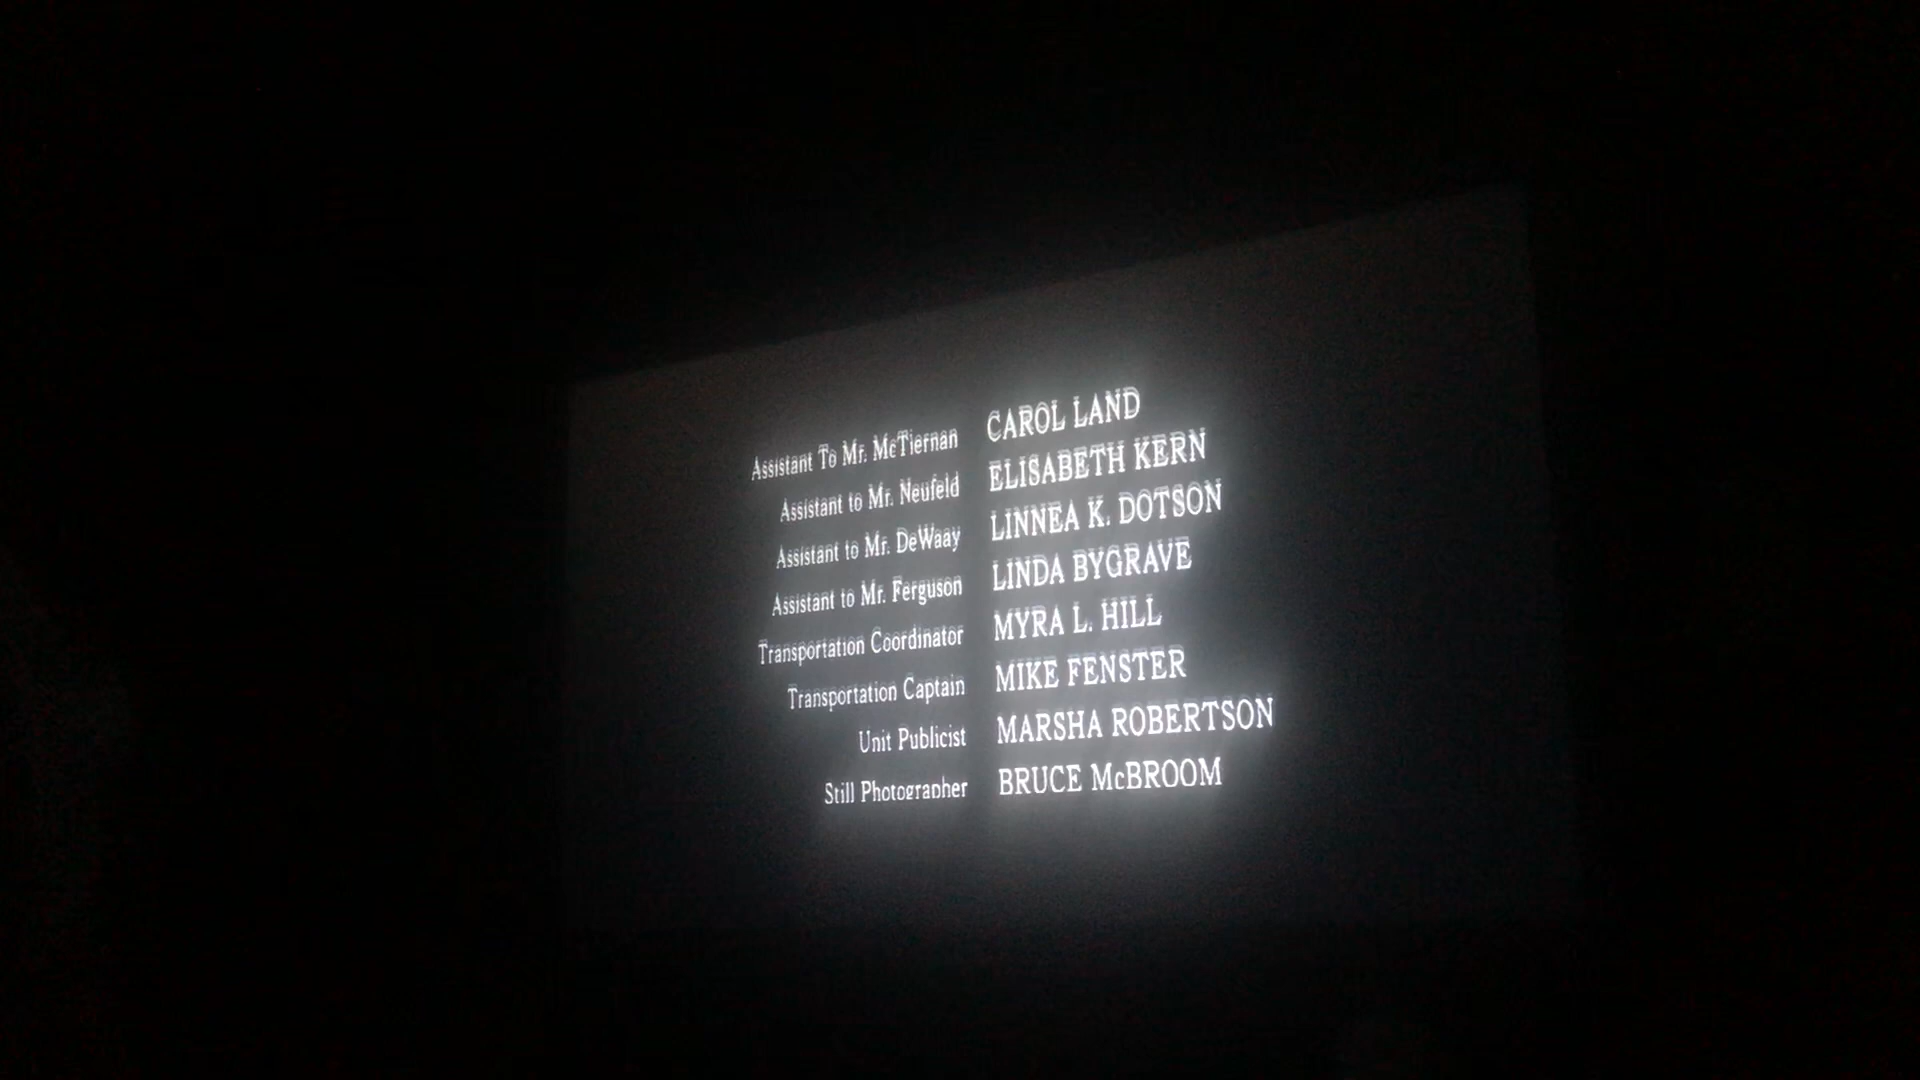 Assistant To Mr. McTiernan CAROL LAND
Assistant to Mr. Neufeld ELISABETH KERN
Assistant to Mr. DeWaay LINNEA K. DOTSON
Assistant to Mr. Ferguson LINDA BYGRAVE
Transportation Coordinator MYRA L. HILL
Transportation Captain MIKE FENSTER
Unit Publicist MARSHA ROBERTSON
Still Photographer BRUCE McBROOM